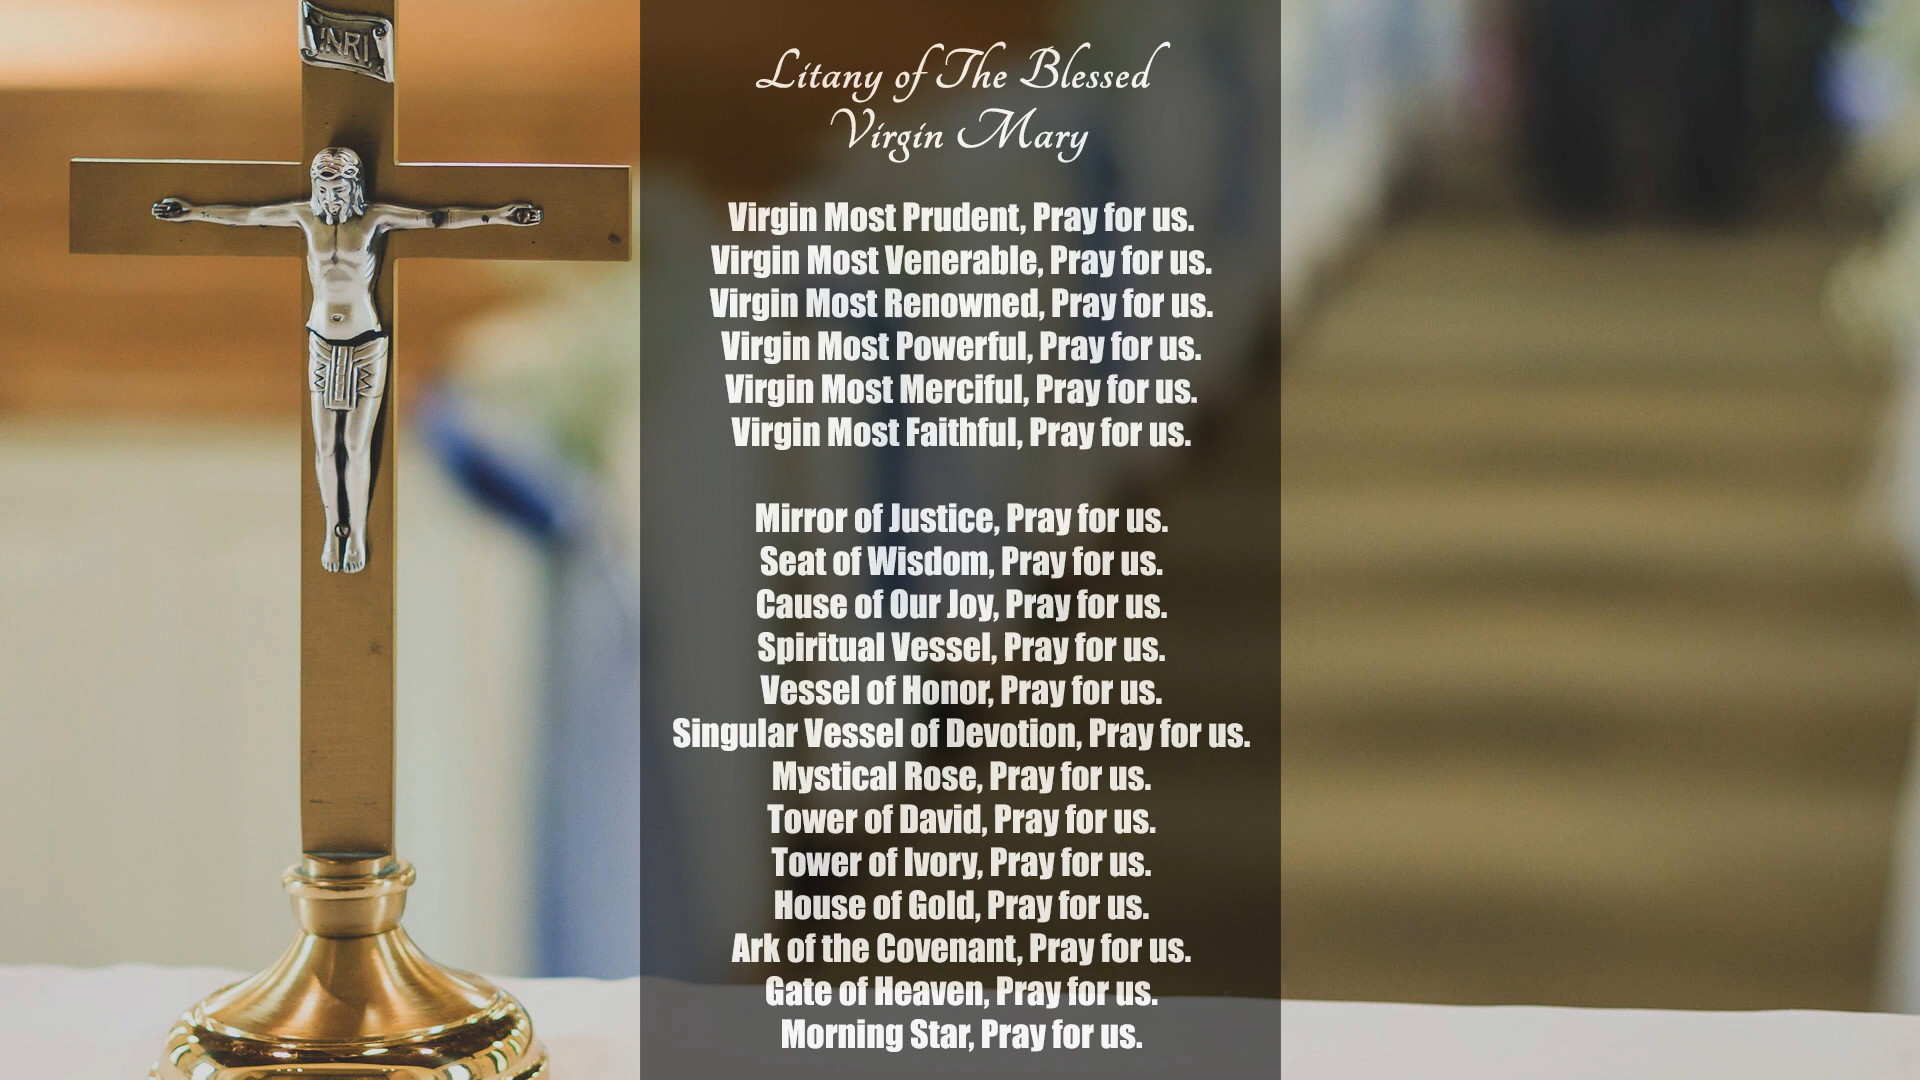 INRI
Litany of The Blessed
Virgin Mary
Virgin Most Prudent, Pray for us.
Virgin Most Venerable, Pray for us.
Virgin Most Renowned, Pray for us.
Virgin Most Powerful, Pray for us.
Virgin Most Merciful, Pray for us.
Virgin Most Faithful, Pray for us.
Mirror of Justice, Pray for us.
Seat of Wisdom, Pray for us.
Cause of Our Joy, Pray for us.
Spiritual Vessel, Pray for us.
Vessel of Honor, Pray for us.
Singular Vessel of Devotion, Pray for us.
Mystical Rose, Pray for us.
Tower of David, Pray for us.
Tower of Ivory, Pray for us.
House of Gold, Pray for us.
Ark of the Covenant, Pray for us.
Gate of Heaven, Pray for us.
Morning Star, Pray for us.